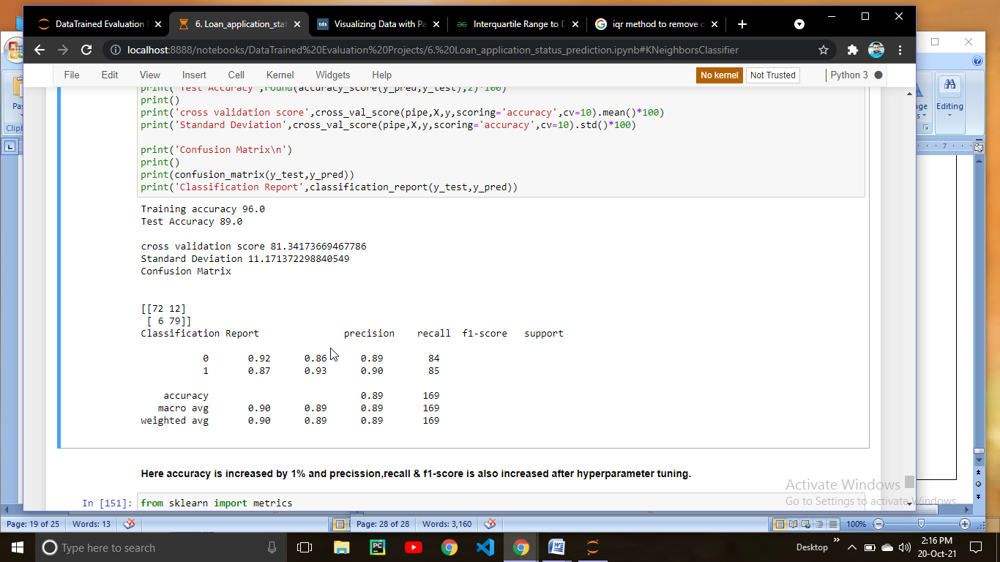 DataTrained Evaluation
6. Loan_application_stat
tds Visualizing Data with Pa
Interquartile Range to D
iqr method to remove o
localhost:8888/notebooks/DataTrained%20Evaluation%20Projects/6.%20Loan_application_status_prediction.ipynb#KNeighborsClassifier
File Edit View Insert Cell Kernel Widgets Help No kernel Not Trusted Python 3
print('Test Accuracy',round(accuracy_score(y_pred,y_test),2)*100)
print()
print('cross validation score',cross_val_score(pipe,X,y,scoring='accuracy',cv=10).mean()*100)
print('Standard Deviation',cross_val_score(pipe,X,y,scoring='accuracy',cv=10).std()*100)
print('Confusion Matrix\n')
print()
print(confusion_matrix(y_test,y_pred))
print('Classification Report',classification_report(y_test,y_pred))
Training accuracy 96.0
Test Accuracy 89.0
cross validation score 81.34173669467786
Standard Deviation 11.171372298840549
Confusion Matrix
[[72 12]
[ 6 79]]
Classification Report precision recall f1-score support
0 0.92 0.86 0.89 84
1 0.87 0.93 0.90 85
accuracy 0.89 169
macro avg 0.90 0.89 0.89 169
weighted avg 0.90 0.89 0.89 169
Here accuracy is increased by 1% and precission,recall & f1-score is also increased after hyperparameter tuning.
In [151]: from sklearn import metrics
Activate Windows
Go to Settings to activate Windows.
Editing
Page: 19 of 25 Words: 13
Page: 28 of 28 Words: 3,160 100%
Type here to search
Desktop
2:16 PM
20-Oct-21